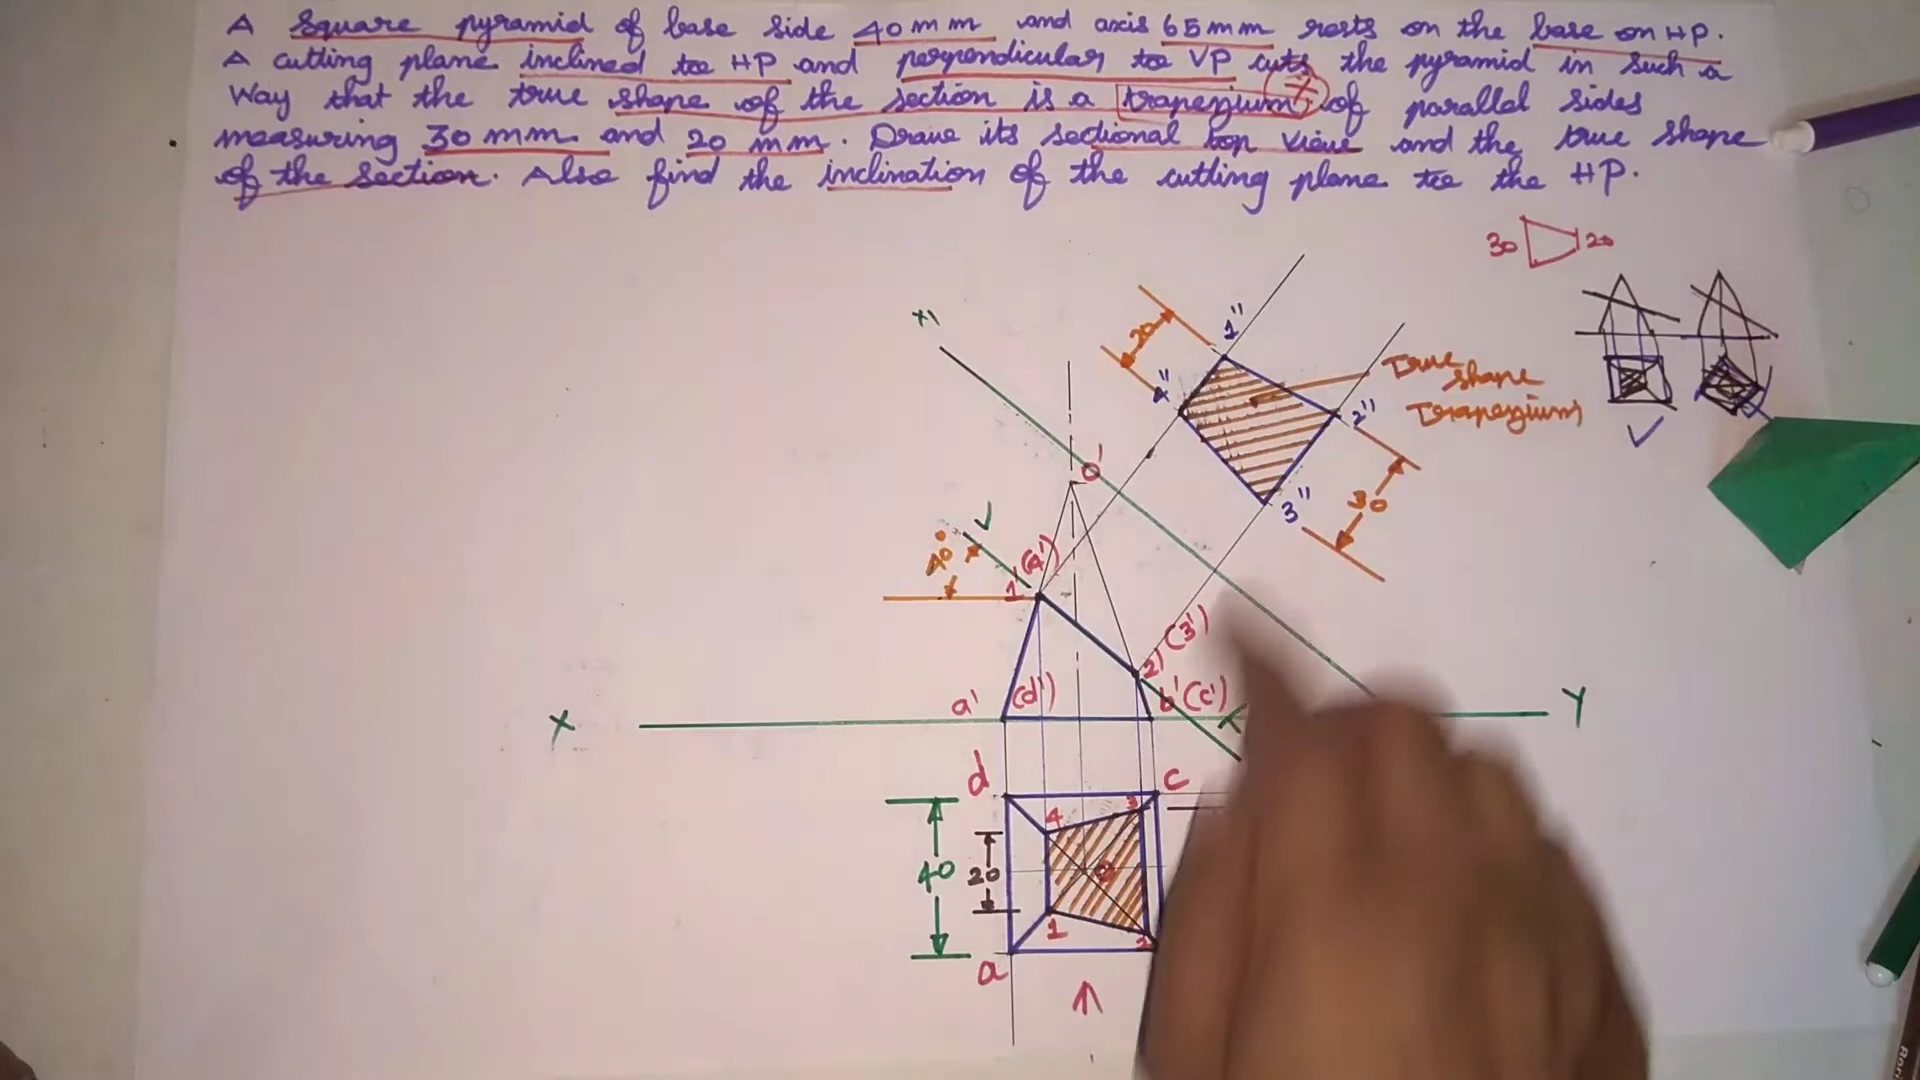 A square pyramid of base side 40 mm and axis 65 mm rests on the base on HP.
A cutting plane inclined to HP and perpendicular to VP cuts the pyramid in such a
way that the true shape of the section is a trapezium of parallel sides
measuring 30 mm and 20 mm. Draw its sectional top view and the true shape
of the section. Also find the inclination of the cutting plane to the HP.
30 20
X1
20
1"
4"
True
shape
Trapezium
2"
30
3"
o'
V
40°
1'(4')
(3')
2'
a' (d') b'(c')
X Y
T
d c
4 3
40 20
1
a